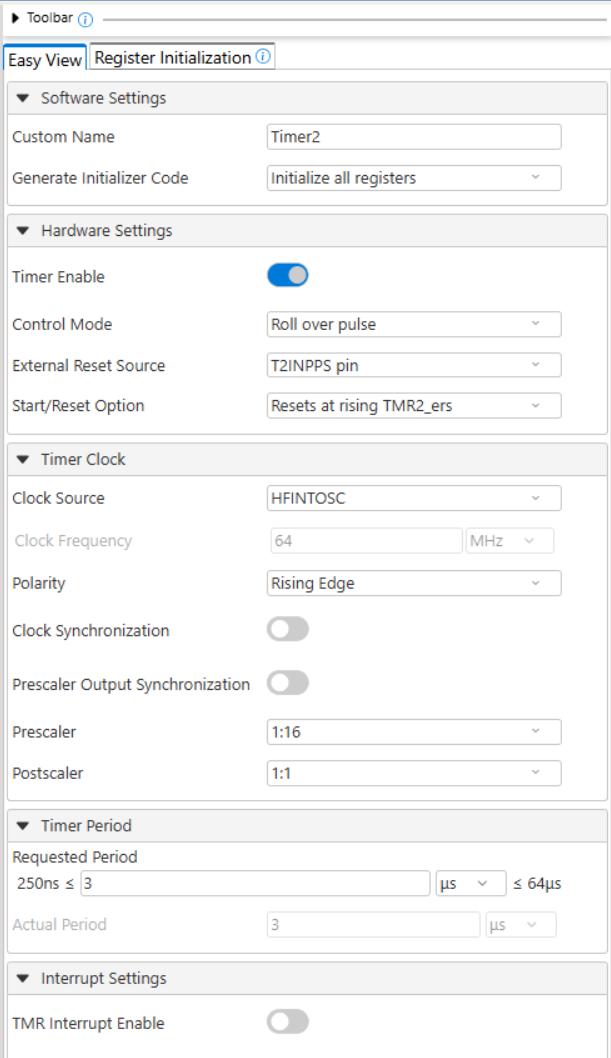 Toolbar
Easy View Register Initialization
Software Settings
Custom Name Timer2
Generate Initializer Code Initialize all registers
Hardware Settings
Timer Enable
Control Mode Roll over pulse
External Reset Source T2INPPS pin
Start/Reset Option Resets at rising TMR2_ers
Timer Clock
Clock Source HFINTOSC
Clock Frequency 64 MHz
Polarity Rising Edge
Clock Synchronization
Prescaler Output Synchronization
Prescaler 1:16
Postscaler 1:1
Timer Period
Requested Period
250ns ≤ 3 µs ≤ 64µs
Actual Period 3 µs
Interrupt Settings
TMR Interrupt Enable